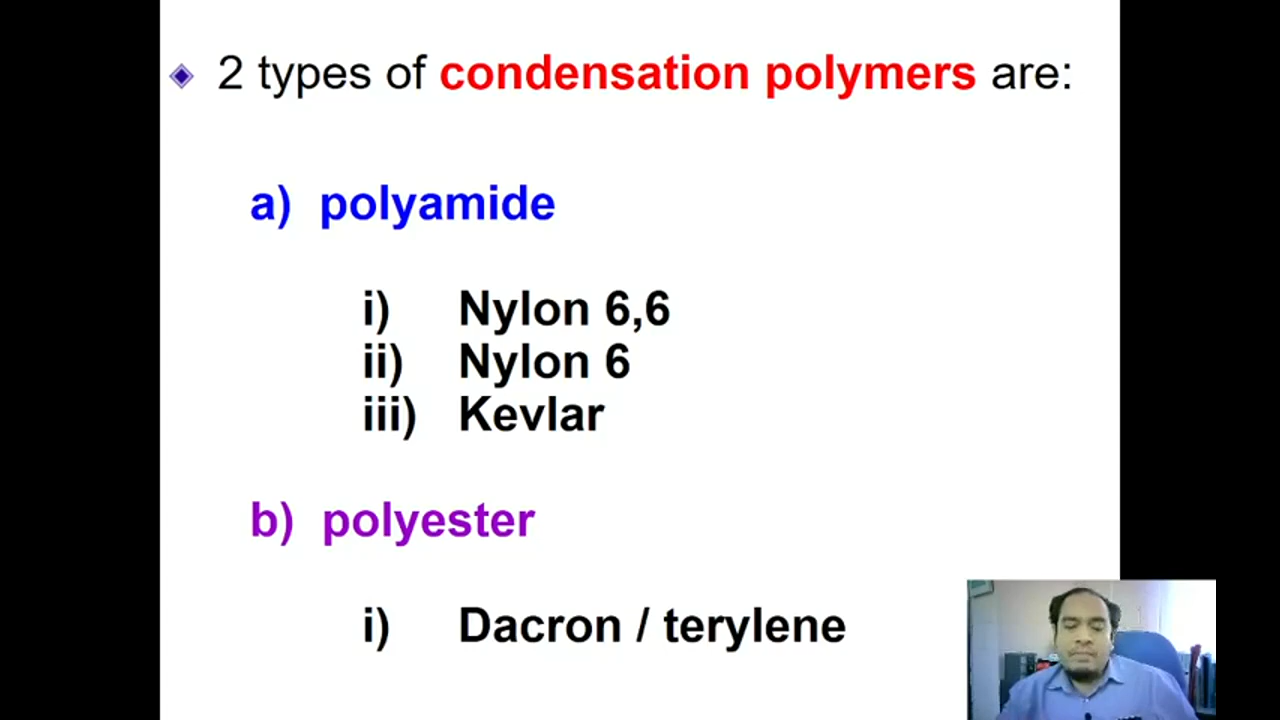 2 types of condensation polymers are:
a) polyamide
i) Nylon 6,6
ii) Nylon 6
iii) Kevlar
b) polyester
i) Dacron / terylene